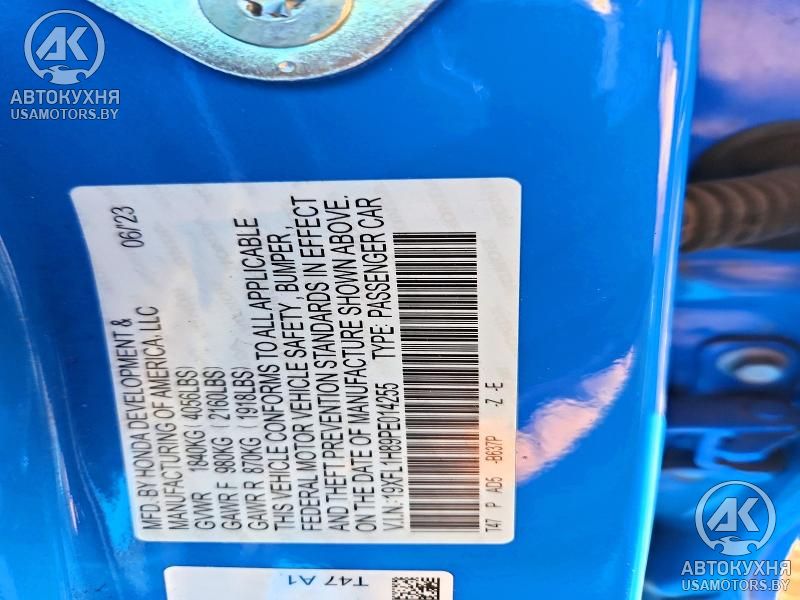 AK
АВТОКУХНЯ
USAMOTORS.BY
MFD. BY HONDA DEVELOPMENT &
MANUFACTURING OF AMERICA, LLC 06/'23
GVWR 1840KG ( 4056LBS)
GAWR F 980KG ( 2160LBS)
GAWR R 870KG ( 1918LBS)
THIS VEHICLE CONFORMS TO ALL APPLICABLE
FEDERAL MOTOR VEHICLE SAFETY , BUMPER ,
AND THEFT PREVENTION STANDARDS IN EFFECT
ON THE DATE OF MANUFACTURE SHOWN ABOVE.
V.I.N: 19XFL1H89PE014255 TYPE: PASSENGER CAR
T47 P AD5 -B637P -Z -E
T47 A1
AK
АВТОКУХНЯ
USAMOTORS.BY